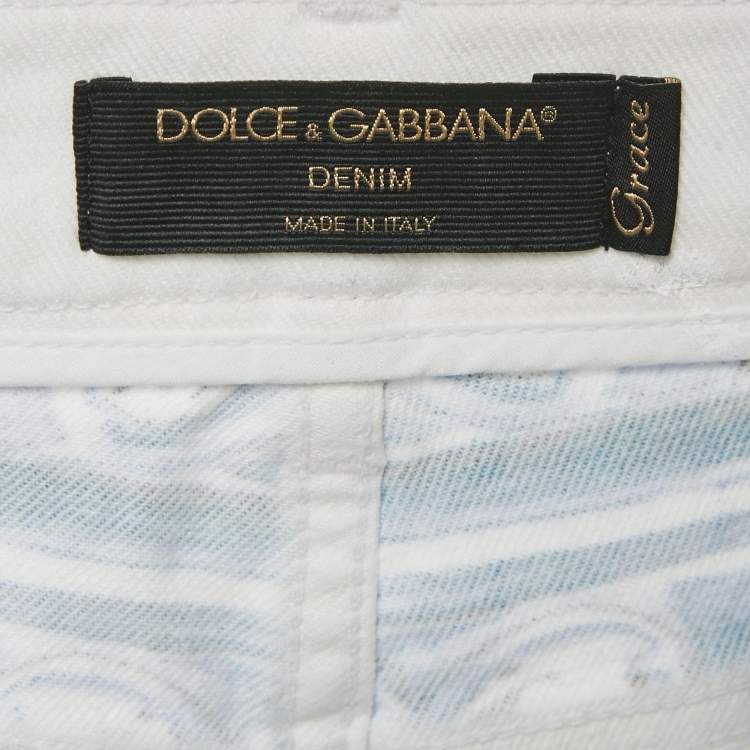 DOLCE & GABBANA®
DENIM
MADE IN ITALY
Grace